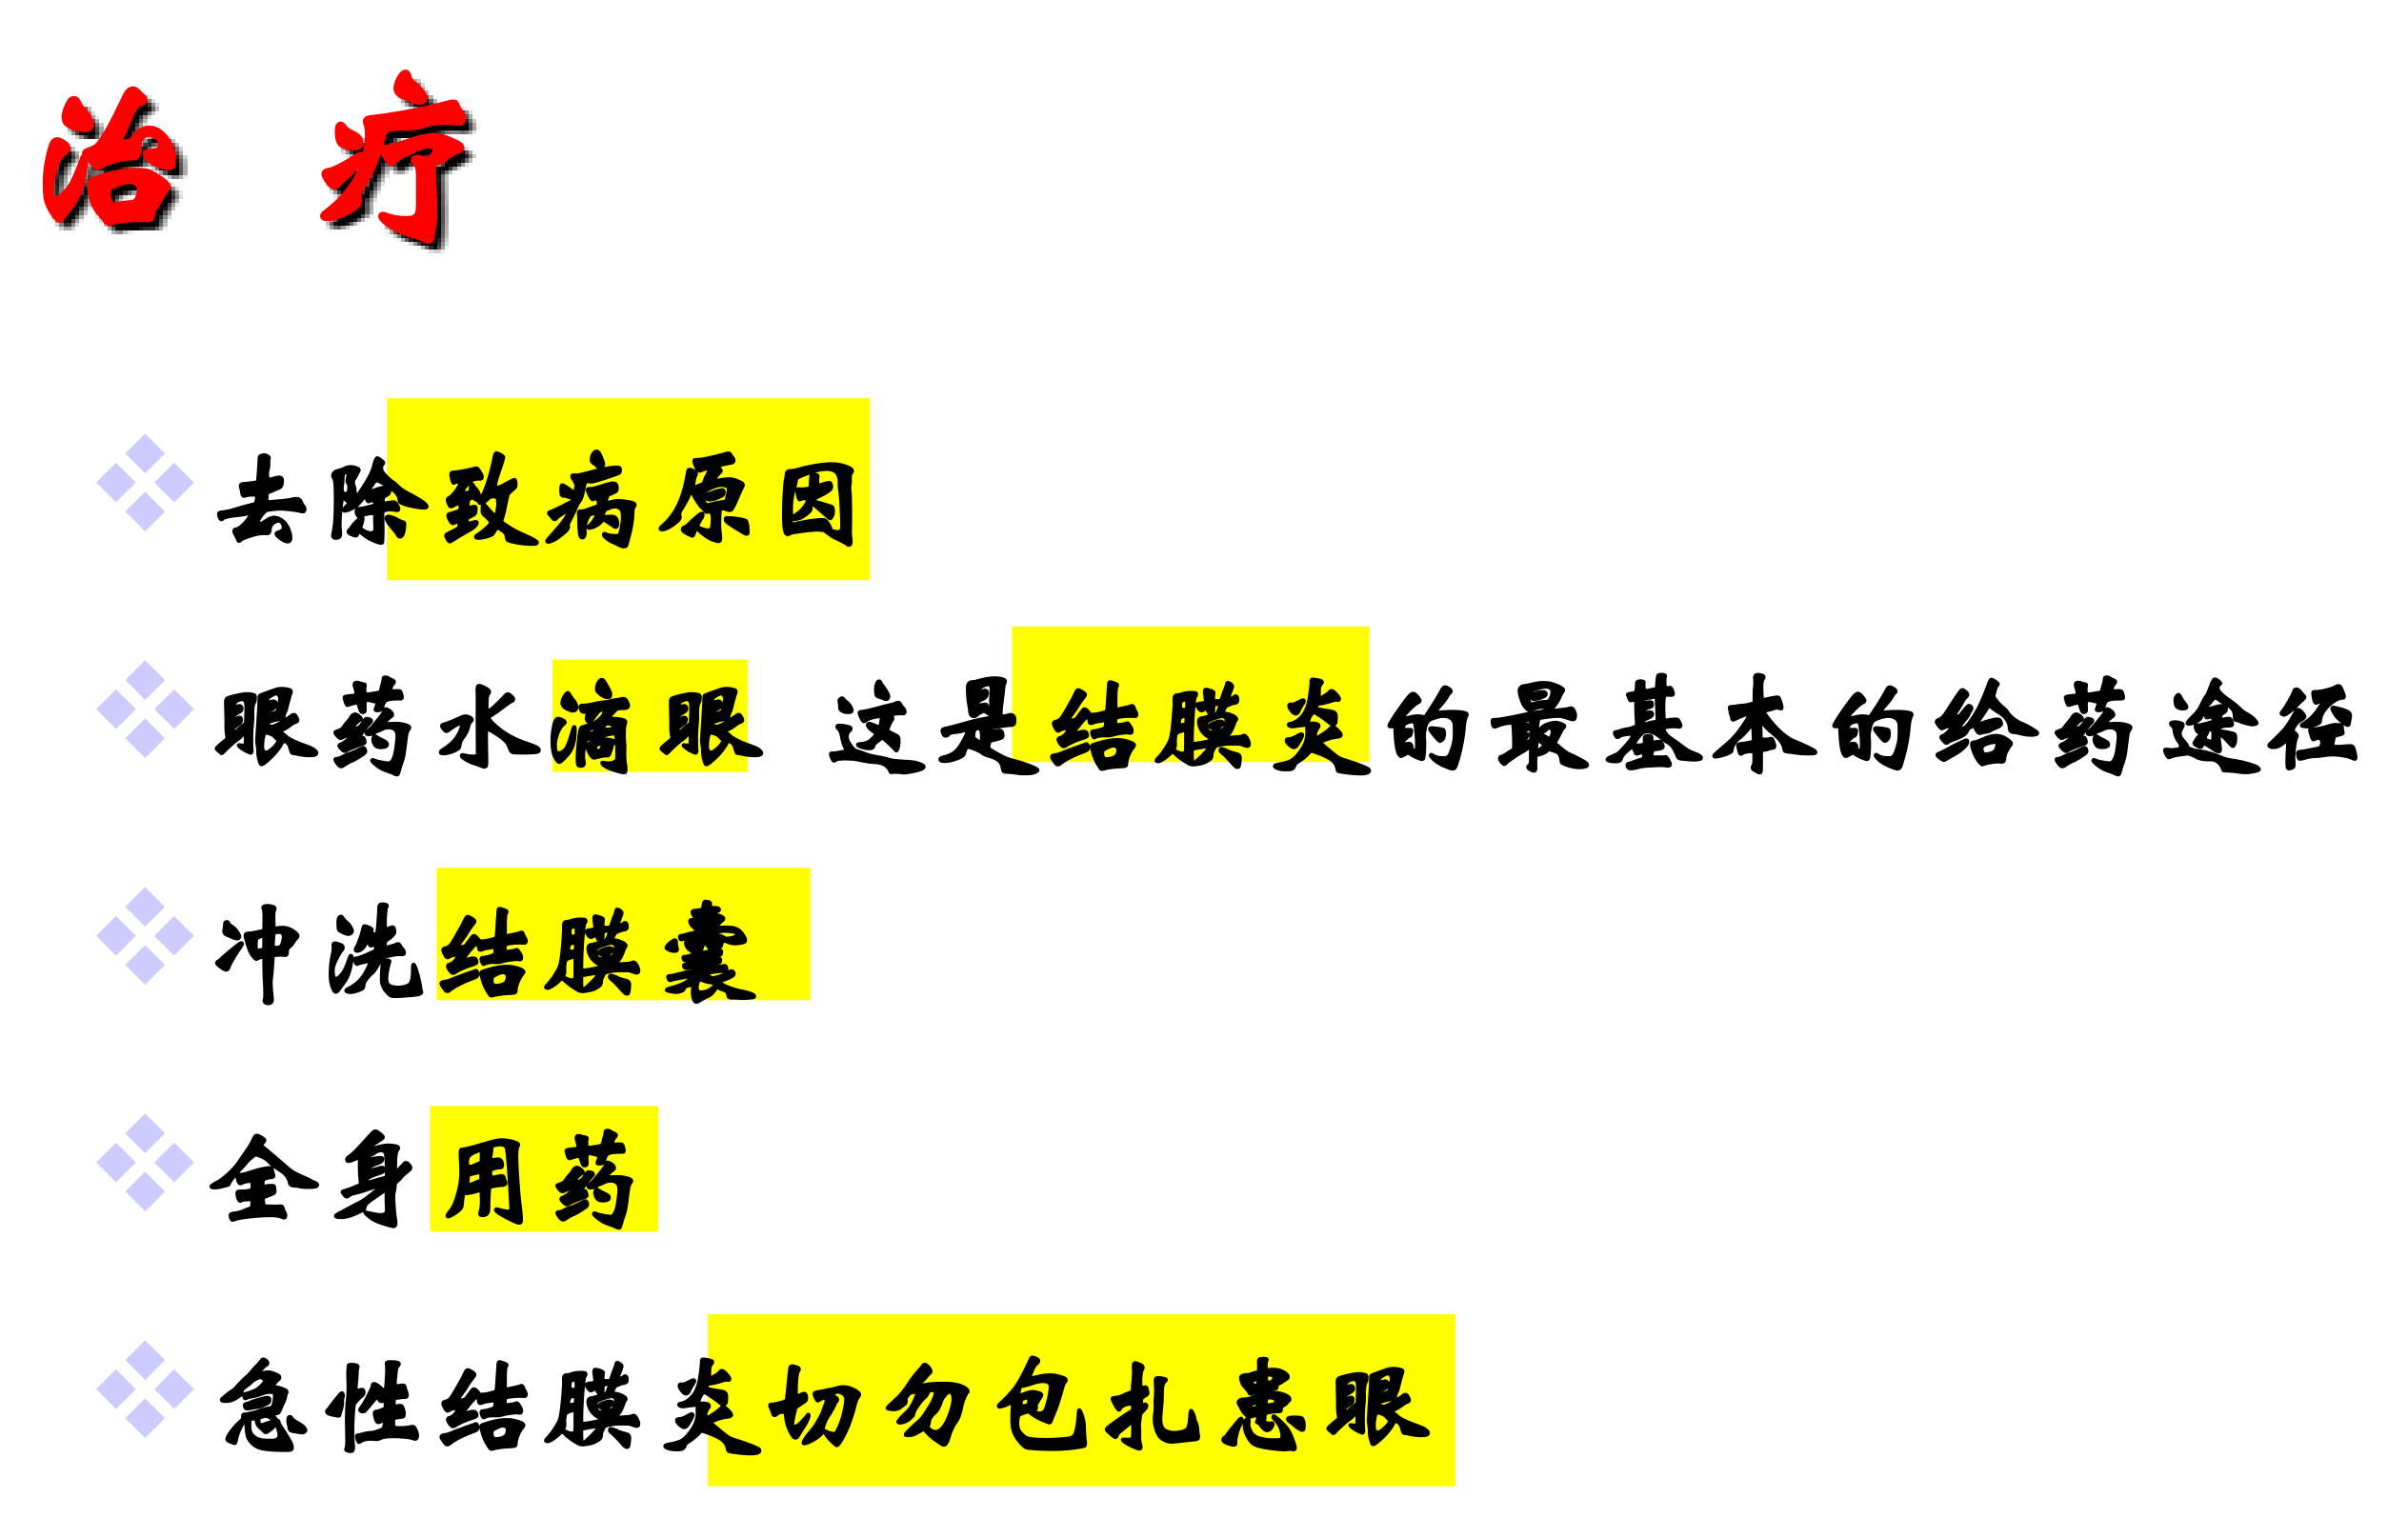 治 疗
去除致病原因
眼药水滴眼 这是结膜炎的最基本的给药途径
冲洗结膜囊
全身用药
急性结膜炎切勿包扎患眼